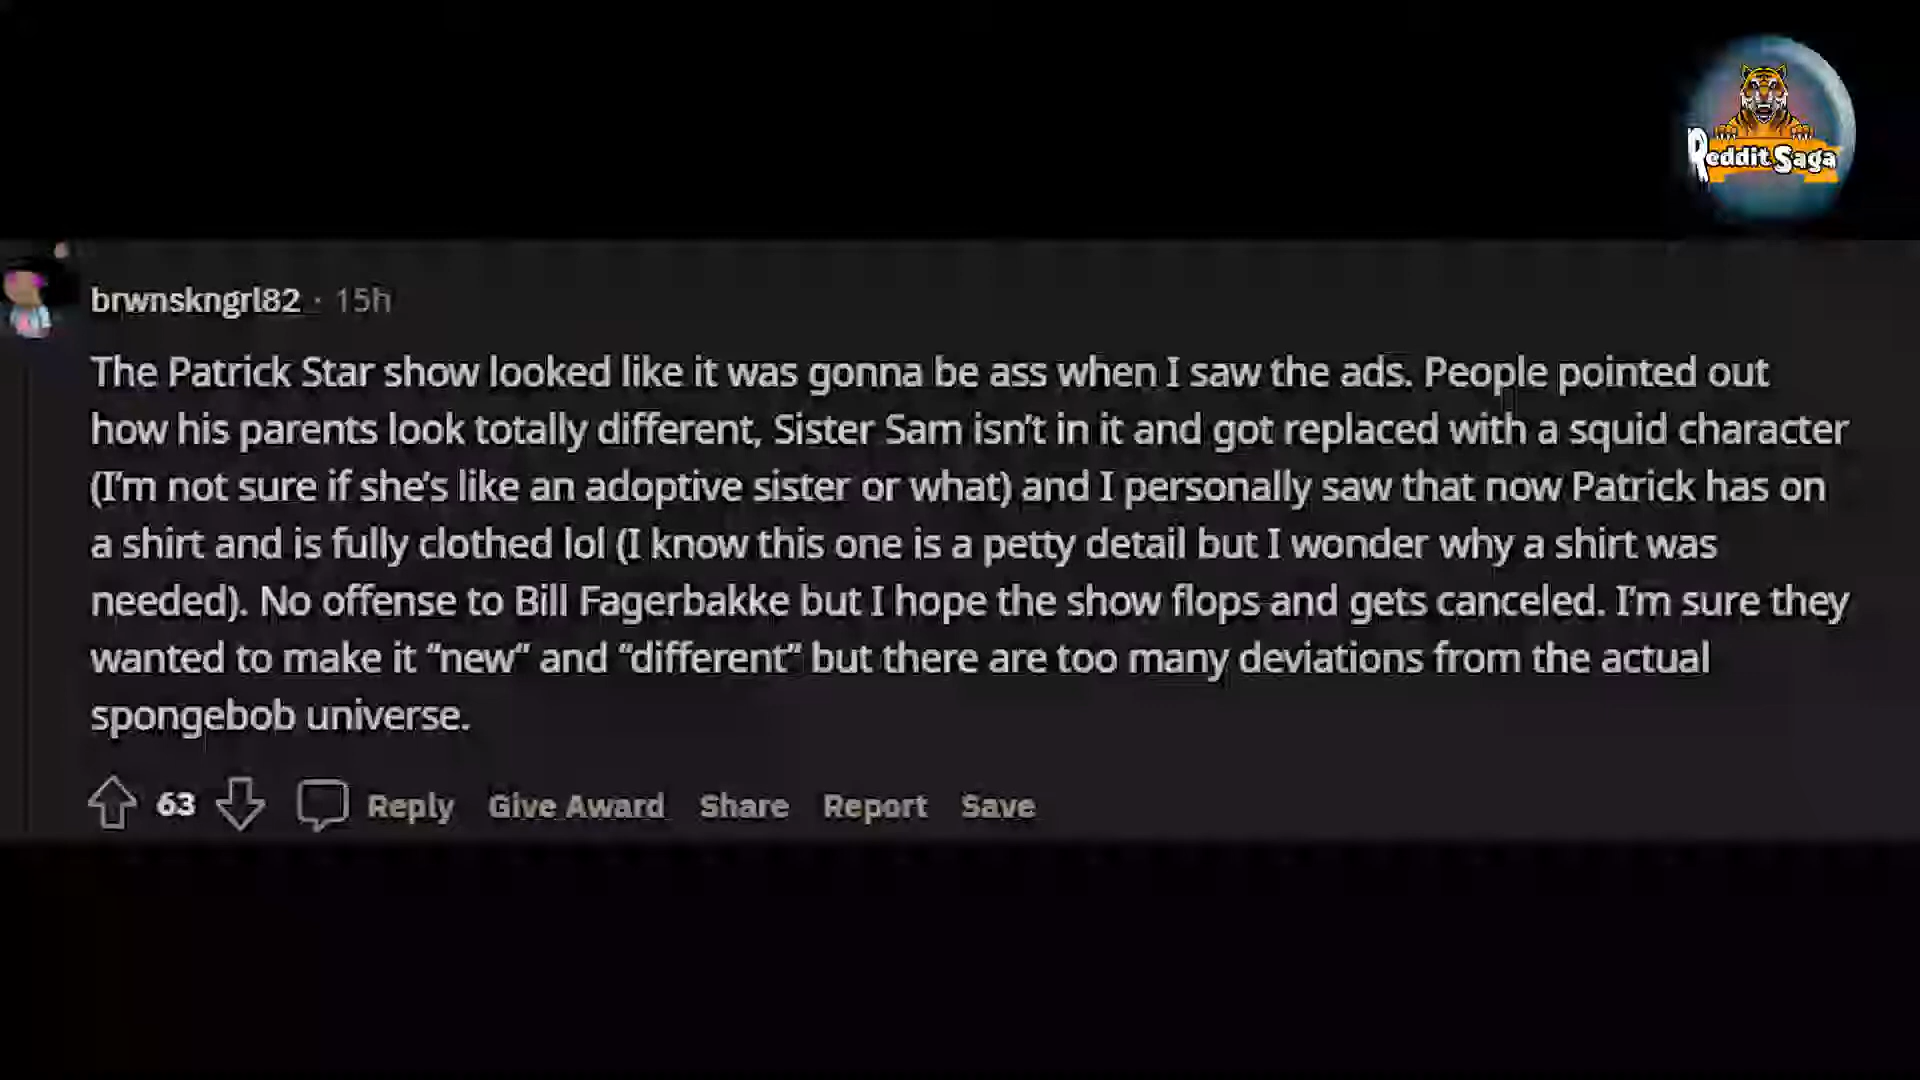 Reddit Saga
brwnskngrl82 · 15h
The Patrick Star show looked like it was gonna be ass when I saw the ads. People pointed out
how his parents look totally different, Sister Sam isn’t in it and got replaced with a squid character
(I’m not sure if she’s like an adoptive sister or what) and I personally saw that now Patrick has on
a shirt and is fully clothed lol (I know this one is a petty detail but I wonder why a shirt was
needed). No offense to Bill Fagerbakke but I hope the show flops and gets canceled. I’m sure they
wanted to make it “new” and “different” but there are too many deviations from the actual
spongebob universe.
63 Reply Give Award Share Report Save